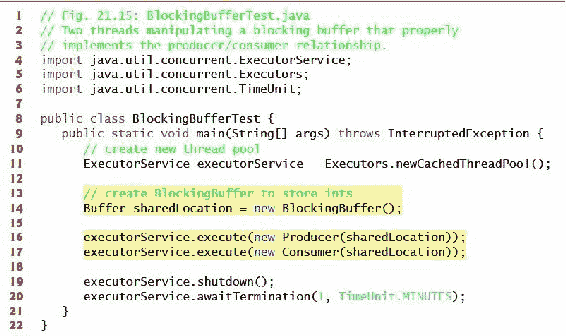 1 // Fig. 21.15: BlockingBufferTest.java
2 // Two threads manipulating a blocking buffer that properly
3 // implements the producer/consumer relationship.
4 import java.util.concurrent.ExecutorService;
5 import java.util.concurrent.Executors;
6 import java.util.concurrent.TimeUnit;
7
8 public class BlockingBufferTest {
9 public static void main(String[] args) throws InterruptedException {
10 // create new thread pool
11 ExecutorService executorService = Executors.newCachedThreadPool();
12
13 // create BlockingBuffer to store ints
14 Buffer sharedLocation = new BlockingBuffer();
15
16 executorService.execute(new Producer(sharedLocation));
17 executorService.execute(new Consumer(sharedLocation));
18
19 executorService.shutdown();
20 executorService.awaitTermination(1, TimeUnit.MINUTES);
21 }
22 }